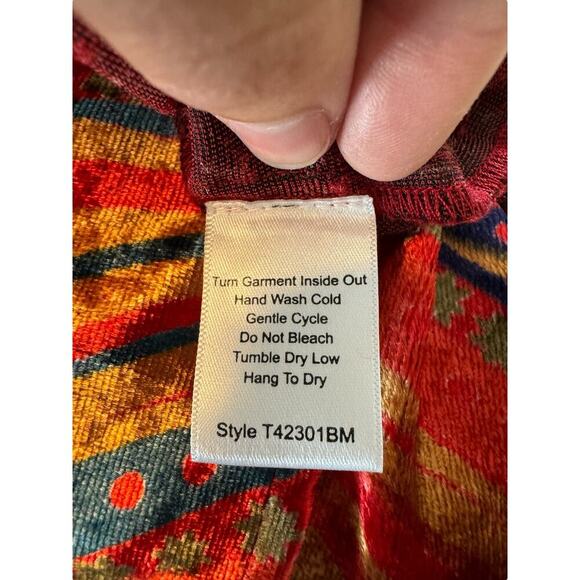 Turn Garment Inside Out
Hand Wash Cold
Gentle Cycle
Do Not Bleach
Tumble Dry Low
Hang To Dry
Style T42301BM